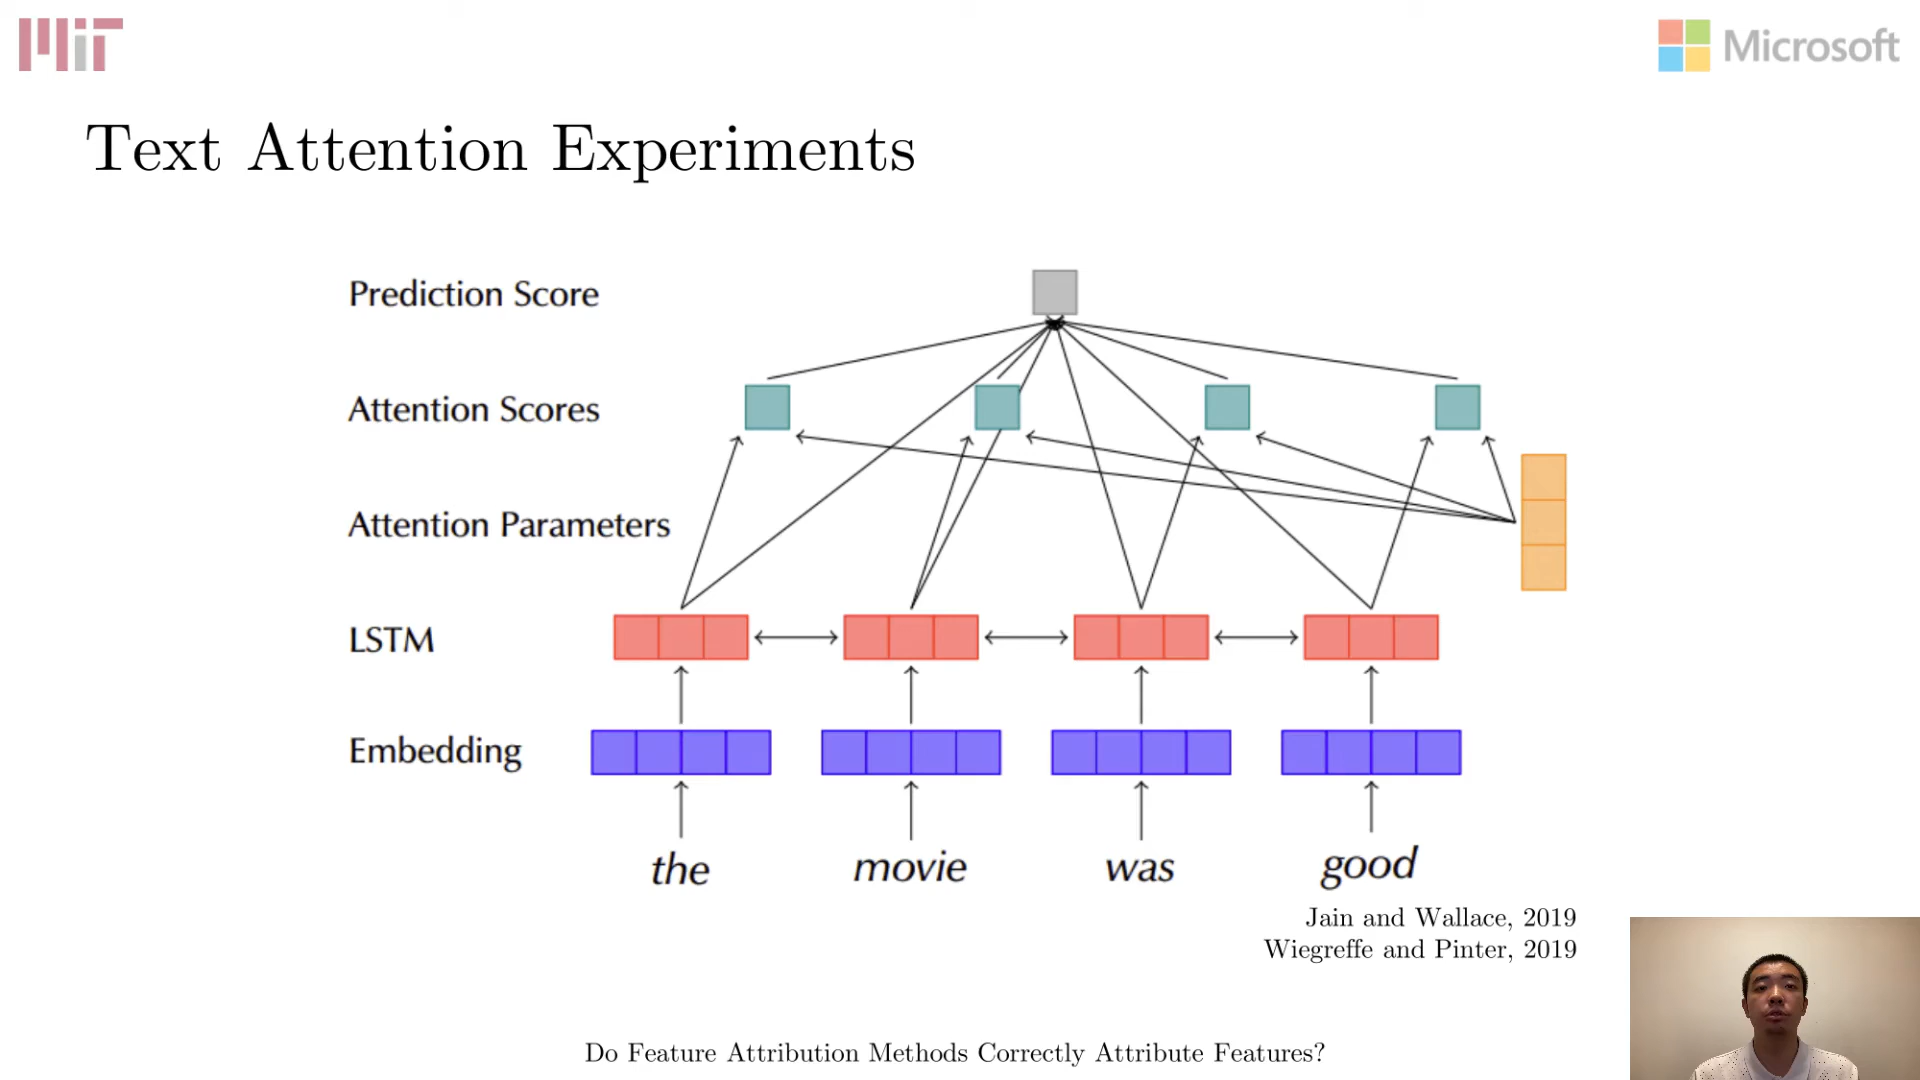 MIT
Microsoft
Text Attention Experiments
Prediction Score
Attention Scores
Attention Parameters
LSTM
Embedding
the movie was good
Jain and Wallace, 2019
Wiegreffe and Pinter, 2019
Do Feature Attribution Methods Correctly Attribute Features?